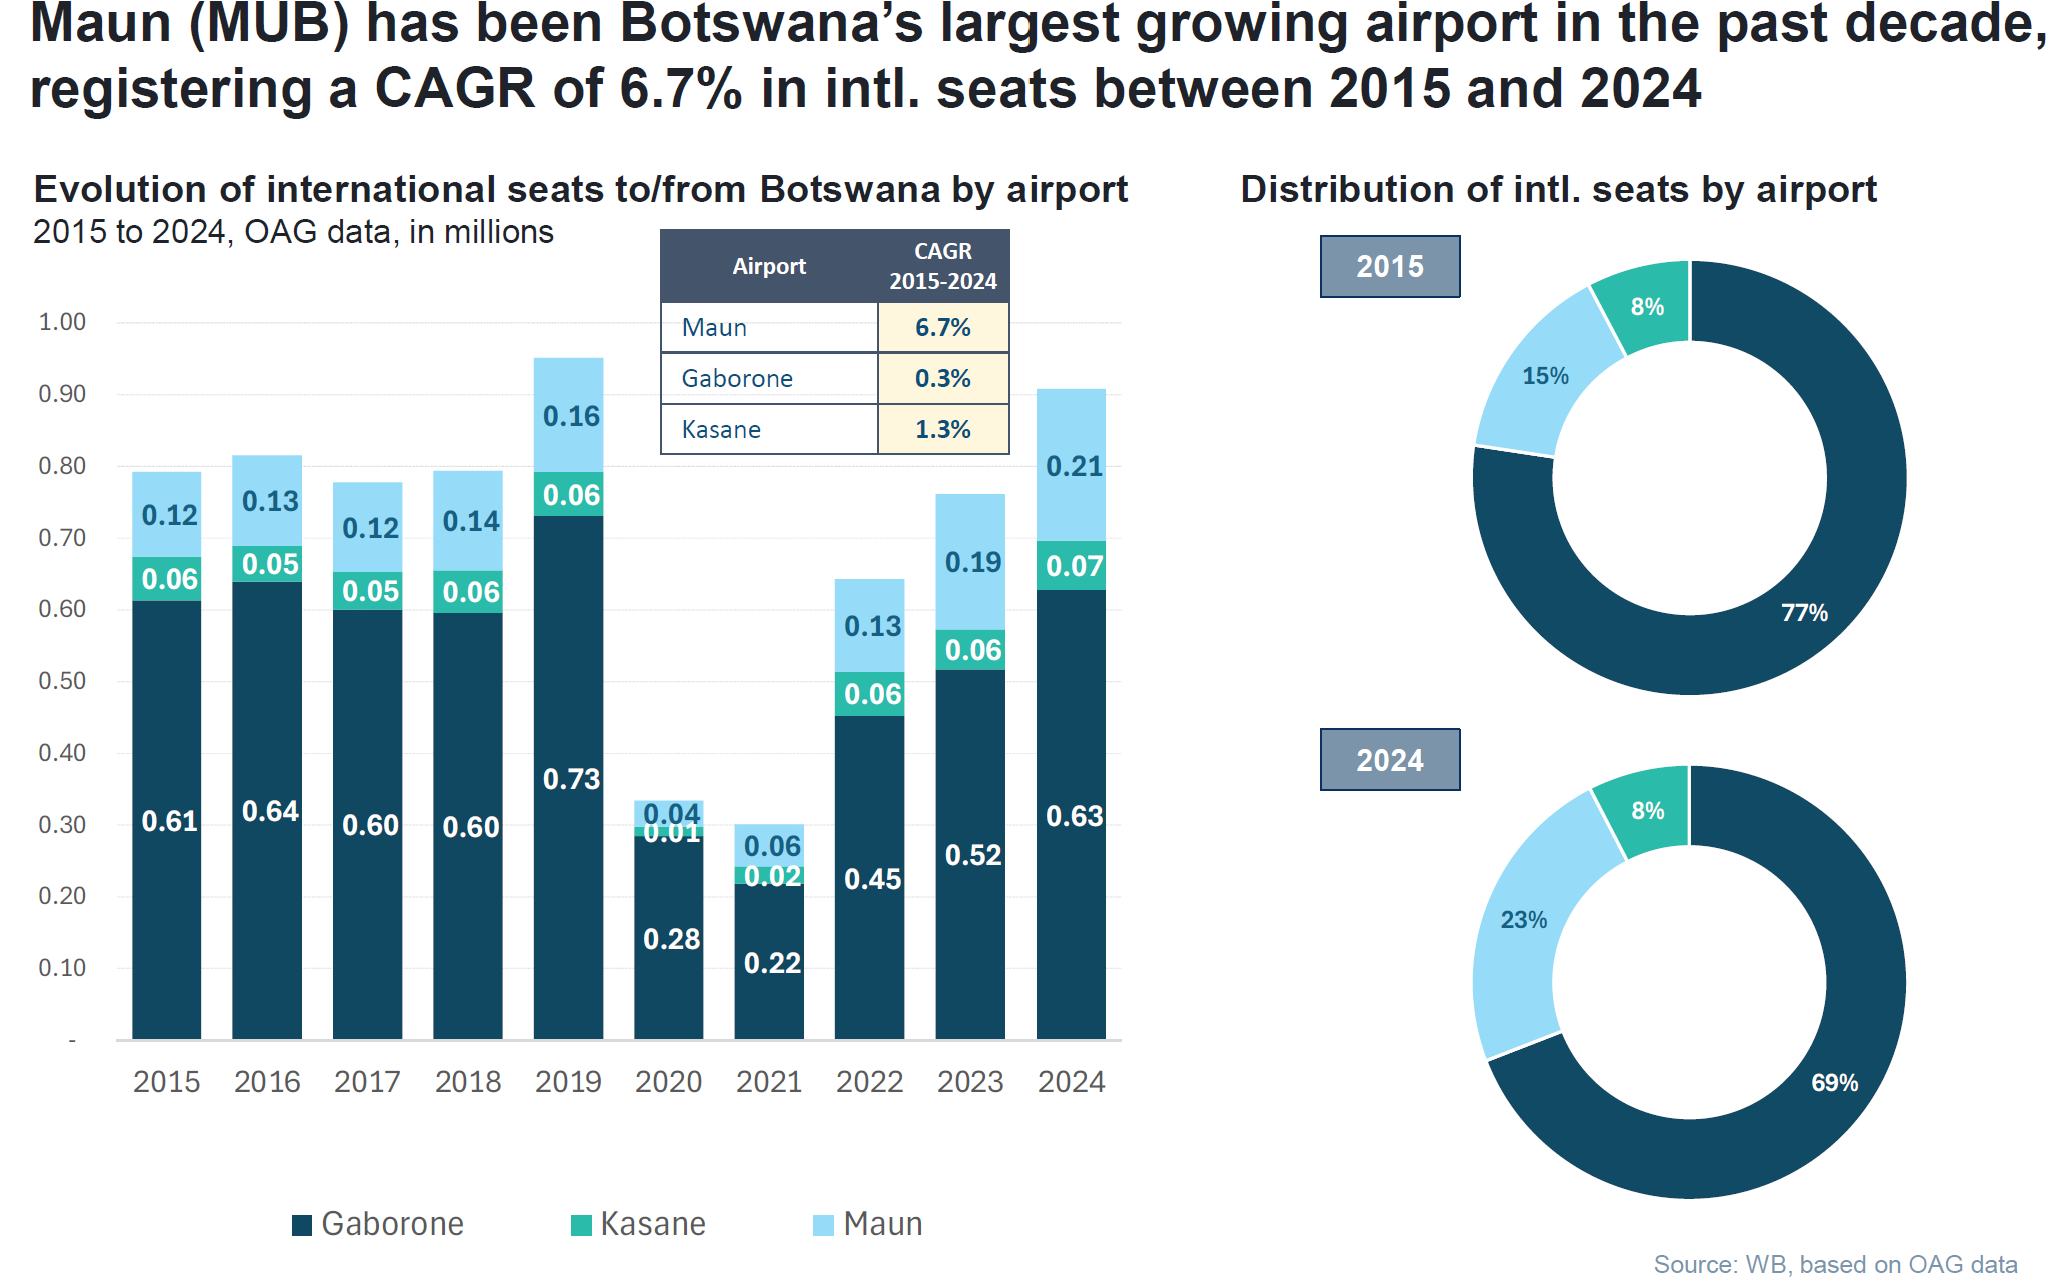 Maun (MUB) has been Botswana’s largest growing airport in the past decade,
registering a CAGR of 6.7% in intl. seats between 2015 and 2024
Evolution of international seats to/from Botswana by airport
2015 to 2024, OAG data, in millions
Airport
CAGR
2015-2024
Maun 6.7%
Gaborone 0.3%
Kasane 1.3%
1.00
0.90
0.80
0.70
0.60
0.50
0.40
0.30
0.20
0.10
-
0.12 0.13 0.12 0.14 0.16 0.04 0.06 0.13 0.19 0.21
0.06 0.05 0.05 0.06 0.06 0.01 0.02 0.06 0.06 0.07
0.61 0.64 0.60 0.60 0.73 0.28 0.22 0.45 0.52 0.63
2015 2016 2017 2018 2019 2020 2021 2022 2023 2024
Gaborone Kasane Maun
Distribution of intl. seats by airport
2015
8%
15%
77%
2024
8%
23%
69%
Source: WB, based on OAG data